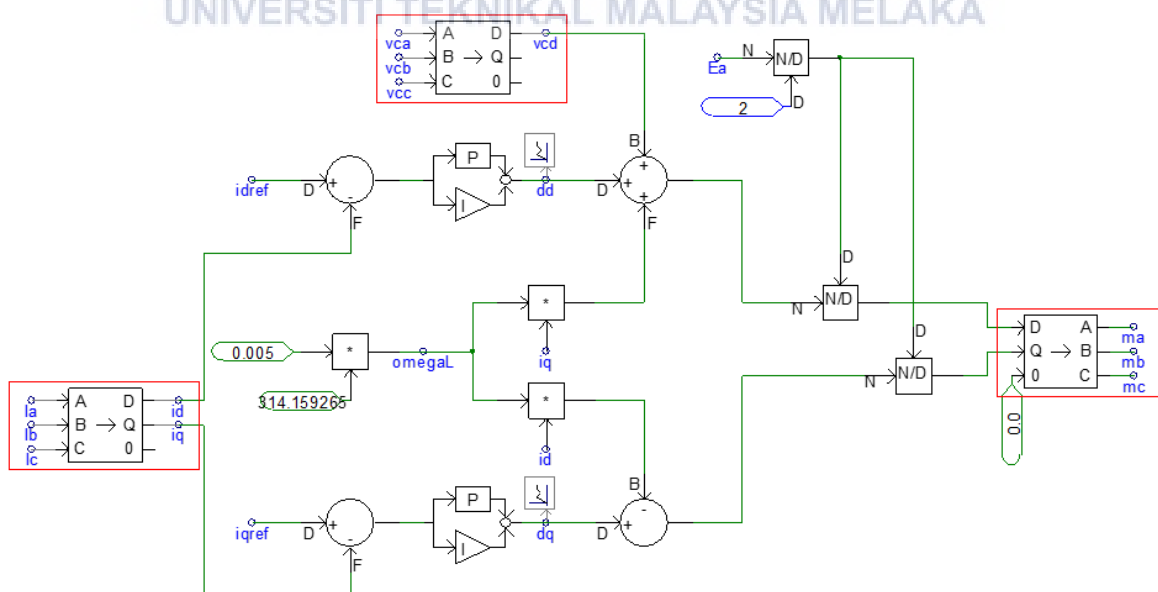 UNIVERSITI TEKNIKAL MALAYSIA MELAKA
vca A D vcd
vcb B → Q
vcc C 0
Ea N N/D
2 D
B
idref D + - F
P
I
dd D + + + F
0.005 * omegaL
314.159265
* iq
* id
D
N N/D
D
N N/D
D A ma
Q → B mb
0 C mc
0.0
Ia A D id
Ib B → Q iq
Ic C 0
B
iqref D + - F
P
I
dq D + -